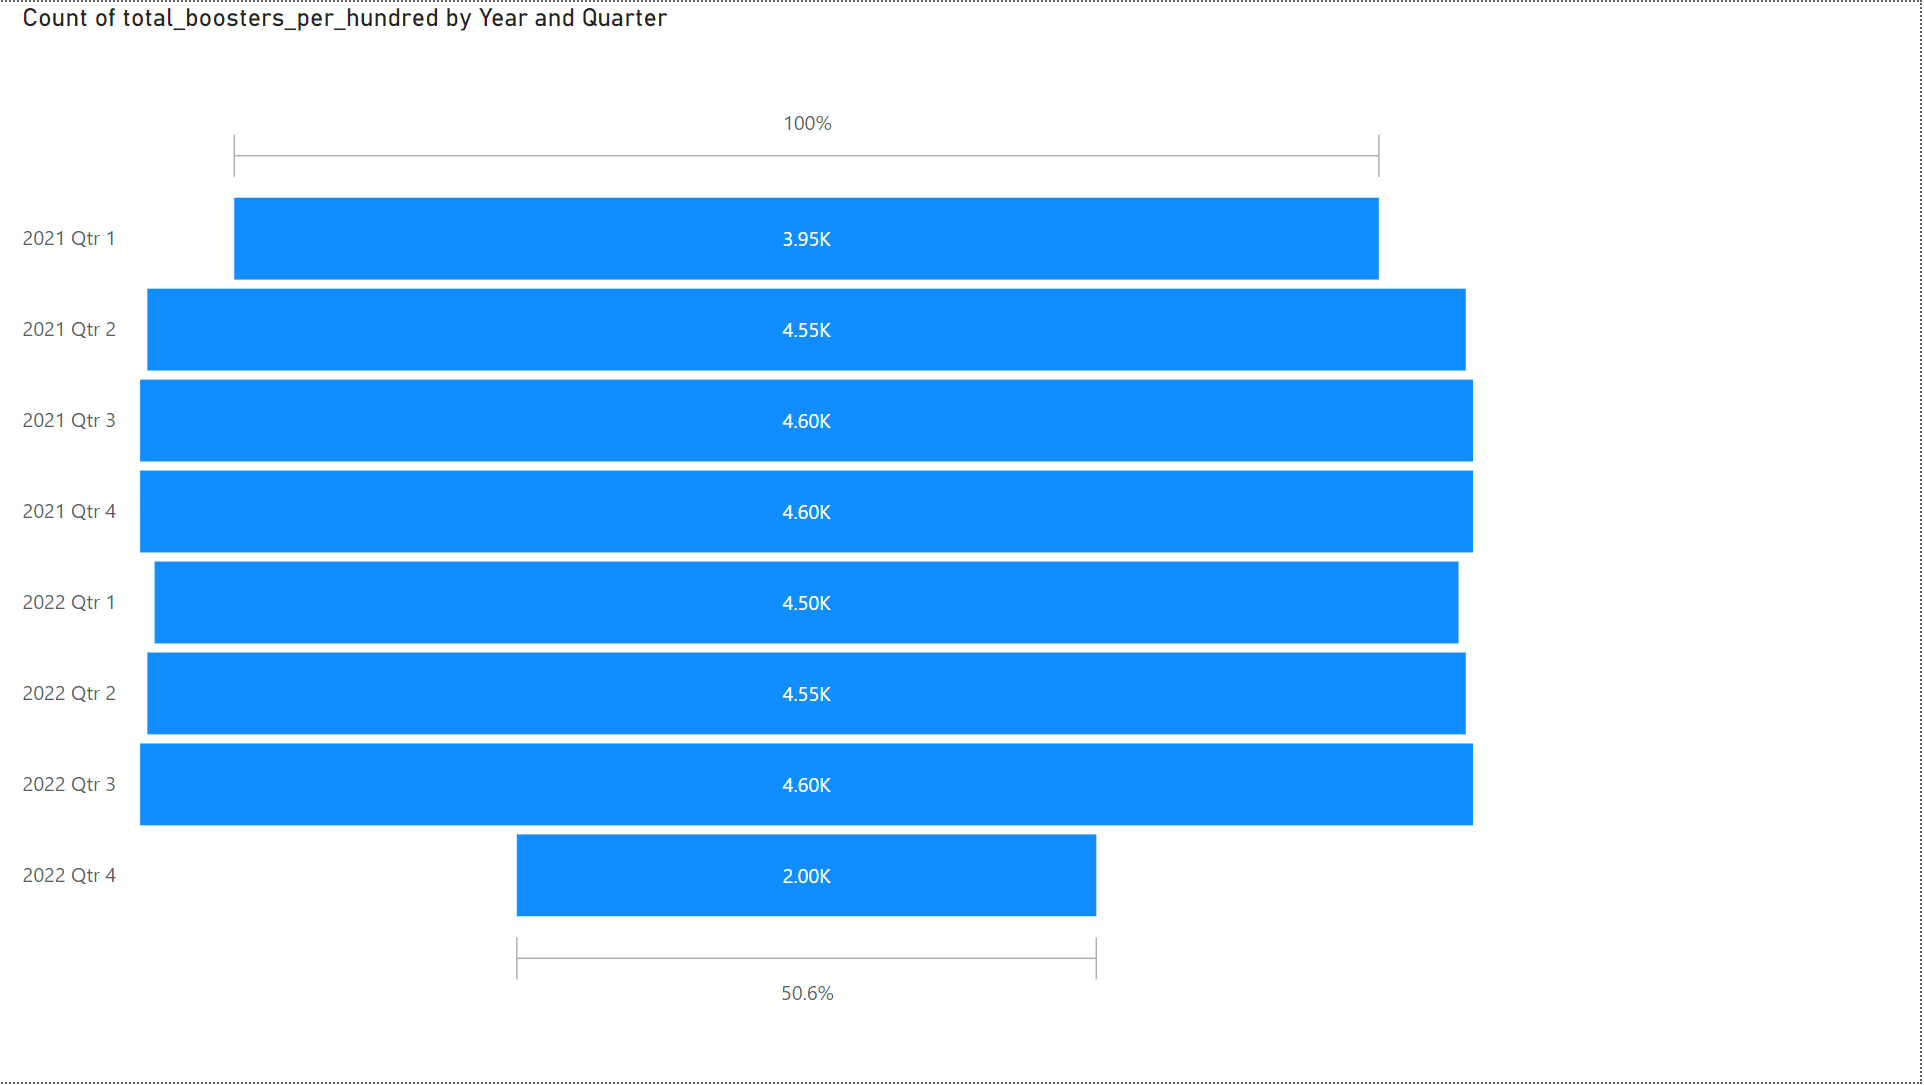 Count of total_boosters_per_hundred by Year and Quarter
100%
2021 Qtr 1 3.95K
2021 Qtr 2 4.55K
2021 Qtr 3 4.60K
2021 Qtr 4 4.60K
2022 Qtr 1 4.50K
2022 Qtr 2 4.55K
2022 Qtr 3 4.60K
2022 Qtr 4 2.00K
50.6%